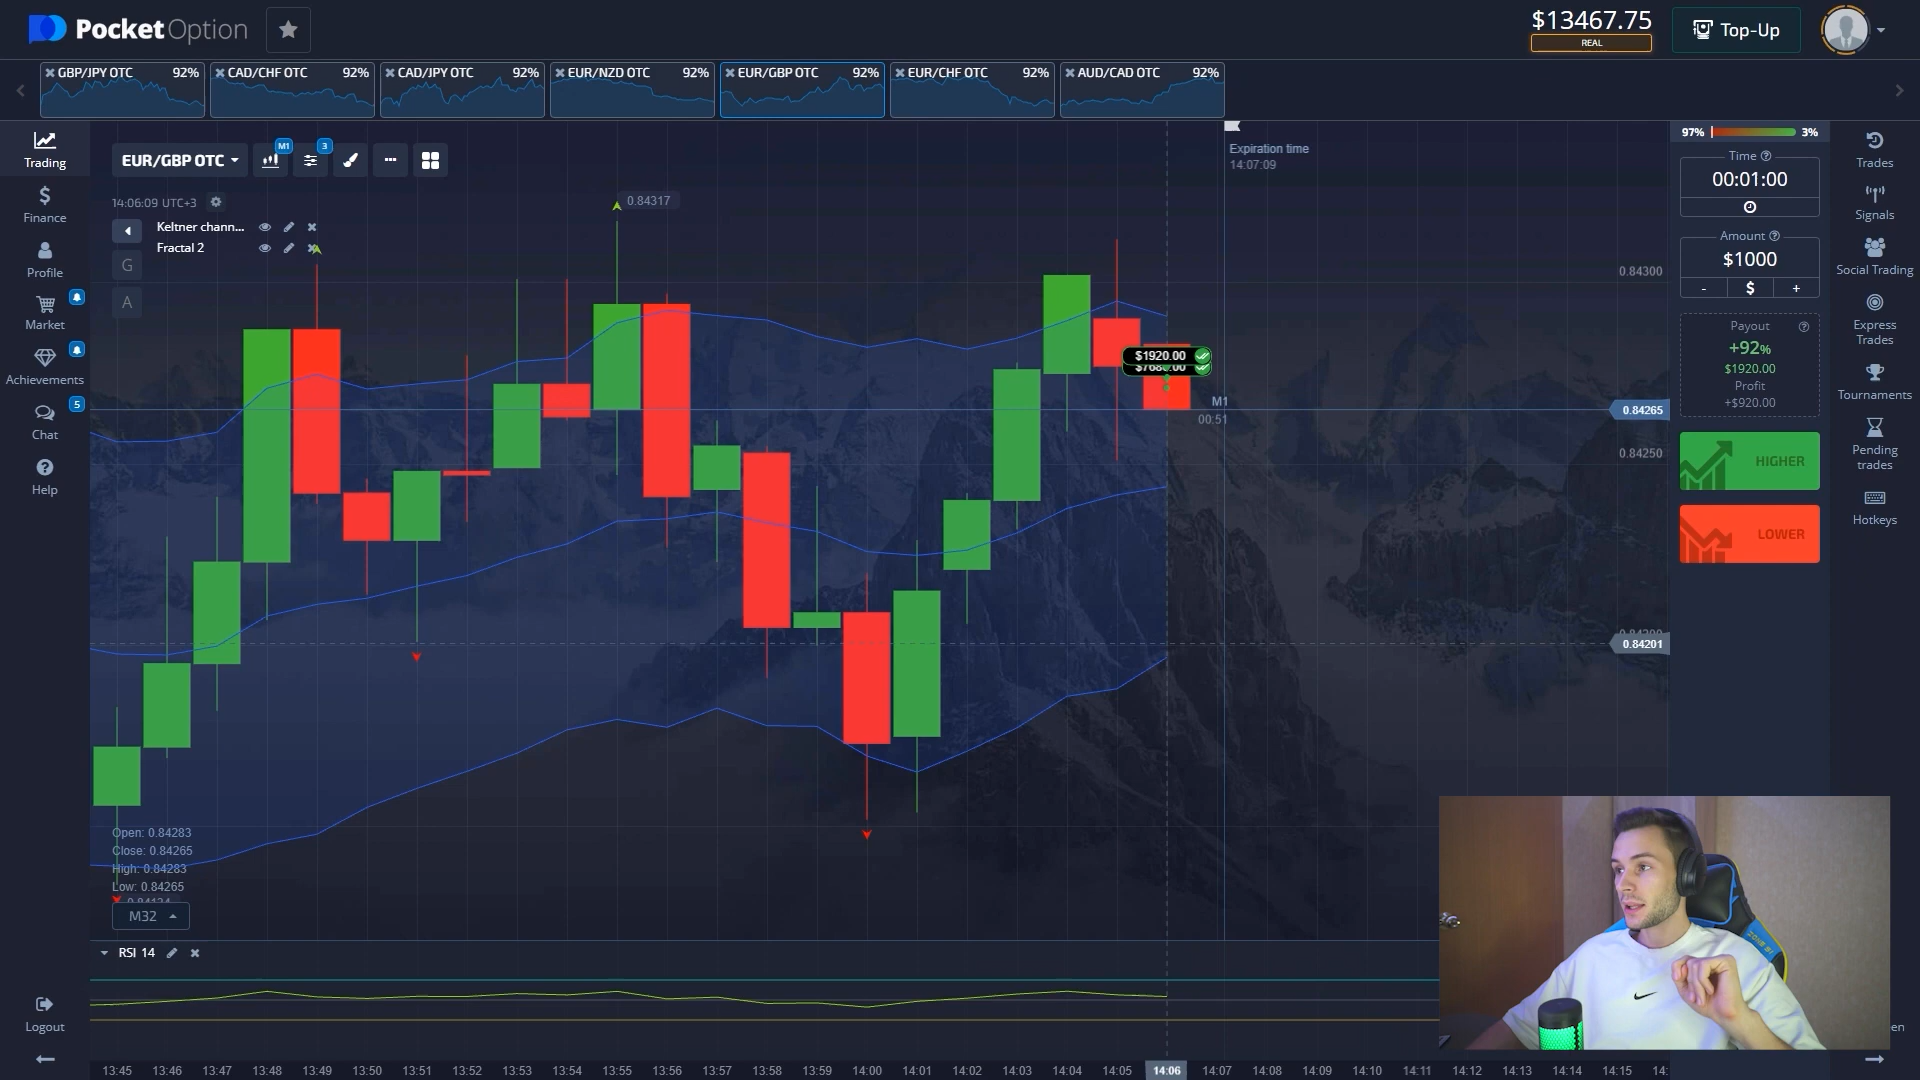 PocketOption
$13467.75
REAL
Top-Up
GBP/JPY OTC 92%
CAD/CHF OTC 92%
CAD/JPY OTC 92%
EUR/NZD OTC 92%
EUR/GBP OTC 92%
EUR/CHF OTC 92%
AUD/CAD OTC 92%
Trading
Finance
Profile
Market
Achievements
5
Chat
Help
Logout
EUR/GBP OTC
M1
3
14:06:09 UTC+3
Keltner chann...
Fractal 2
G
A
0.84317
Expiration time
14:07:09
$1920.00
M1
00:51
0.84300
0.84265
0.84250
0.84201
Open: 0.84283
Close: 0.84265
High: 0.84283
Low: 0.84265
M32
RSI 14
13:45 13:46 13:47 13:48 13:49 13:50 13:51 13:52 13:53 13:54 13:55 13:56 13:57 13:58 13:59 14:00 14:01 14:02 14:03 14:04 14:05 14:06 14:07 14:08 14:09 14:10 14:11 14:12 14:13 14:14 14:15 14:
97% 3%
Time
00:01:00
Amount
$1000
- $ +
Payout
+92%
$1920.00
Profit
+$920.00
HIGHER
LOWER
Trades
Signals
Social Trading
Express
Trades
Tournaments
Pending
trades
Hotkeys
en